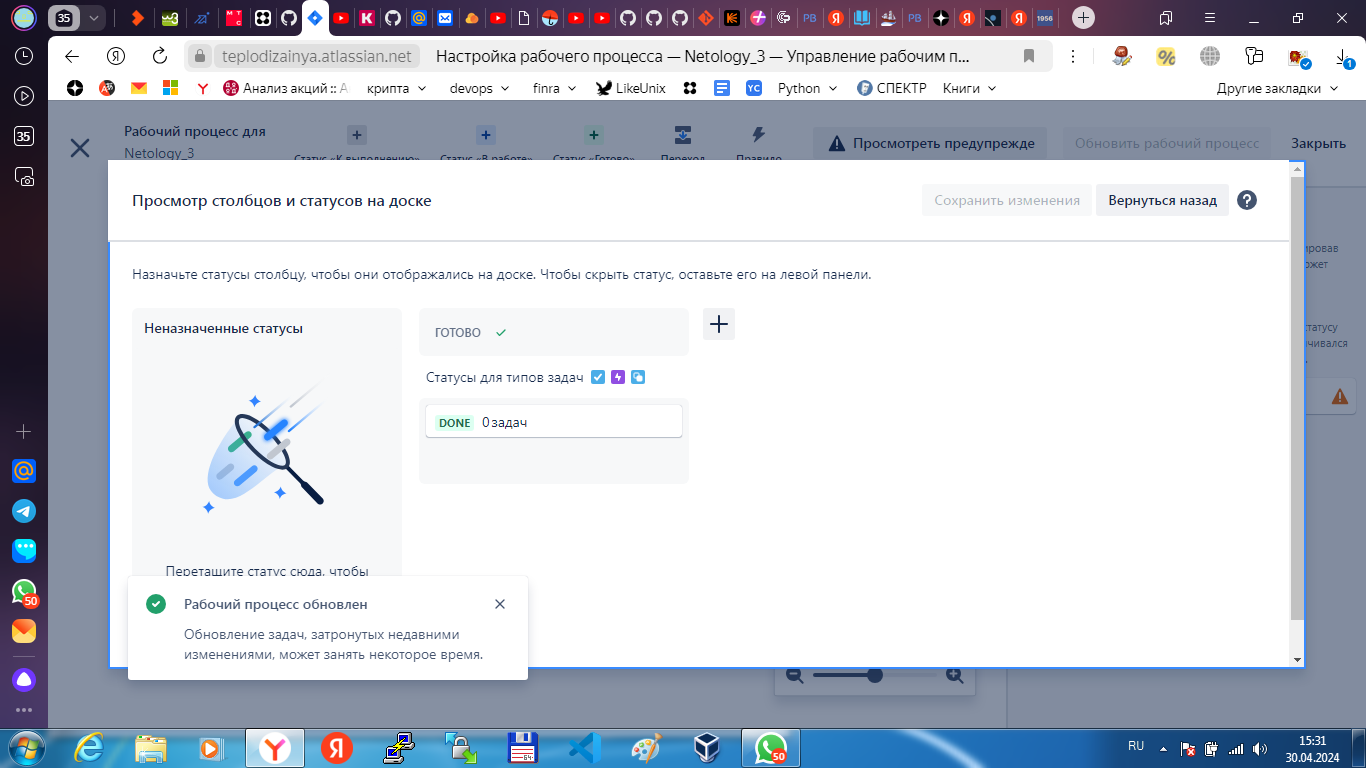 35
teplodizainya.atlassian.net
Настройка рабочего процесса — Netology_3 — Управление рабочим п...
1956
1
Анализ акций :: А
крипта
devops
finra
LikeUnix
YC
Python
СПЕКТР
Книги
Другие закладки
35
Рабочий процесс для
Netology_3
Статус «К выполнению»
Статус «В работе»
Статус «Готово»
Переход
Правило
Просмотреть предупрежде
Обновить рабочий процесс
Закрыть
Просмотр столбцов и статусов на доске
Сохранить изменения
Вернуться назад
?
Назначьте статусы столбцу, чтобы они отображались на доске. Чтобы скрыть статус, оставьте его на левой панели.
Неназначенные статусы
ГОТОВО
Статусы для типов задач
DONE 0 задач
Перетащите статус сюда, чтобы
Рабочий процесс обновлен
Обновление задач, затронутых недавними
изменениями, может занять некоторое время.
50
RU
15:31
30.04.2024
50